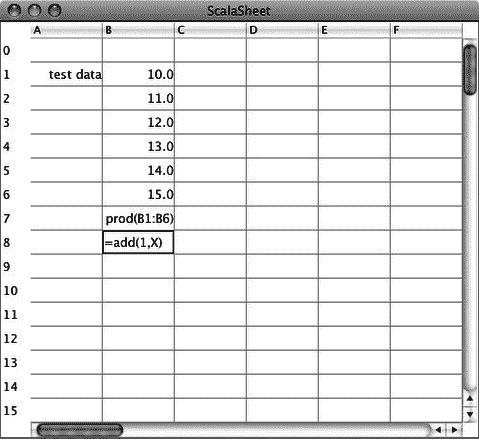 ScalaSheet
A B C D E F
0
1 test data 10.0
2 11.0
3 12.0
4 13.0
5 14.0
6 15.0
7 prod(B1:B6)
8 =add(1,X)
9
10
11
12
13
14
15